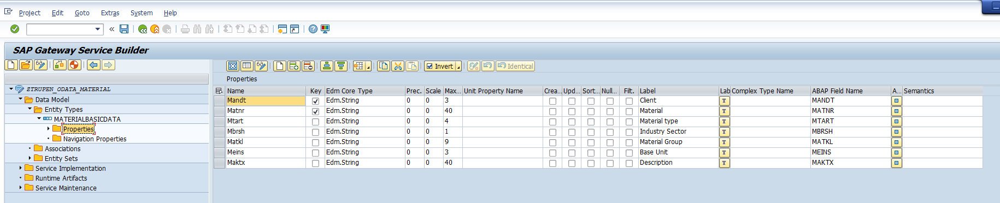 Project Edit Goto Extras System Help
SAP Gateway Service Builder
Invert Identical
Properties
ZTRUPEN_ODATA_MATERIAL
Data Model
Entity Types
MATERIALBASICDATA
Properties
Navigation Properties
Associations
Entity Sets
Service Implementation
Runtime Artifacts
Service Maintenance
Name Key Edm Core Type Prec. Scale Max... Unit Property Name Crea... Upd... Sort... Null... Filt. Label Lab Complex Type Name ABAP Field Name A... Semantics
Mandt Edm.String 0 0 3 Client T MANDT
Matnr Edm.String 0 0 40 Material T MATNR
Mtart Edm.String 0 0 4 Material type T MTART
Mbrsh Edm.String 0 0 1 Industry Sector T MBRSH
Matkl Edm.String 0 0 9 Material Group T MATKL
Meins Edm.String 0 0 3 Base Unit T MEINS
Maktx Edm.String 0 0 40 Description T MAKTX